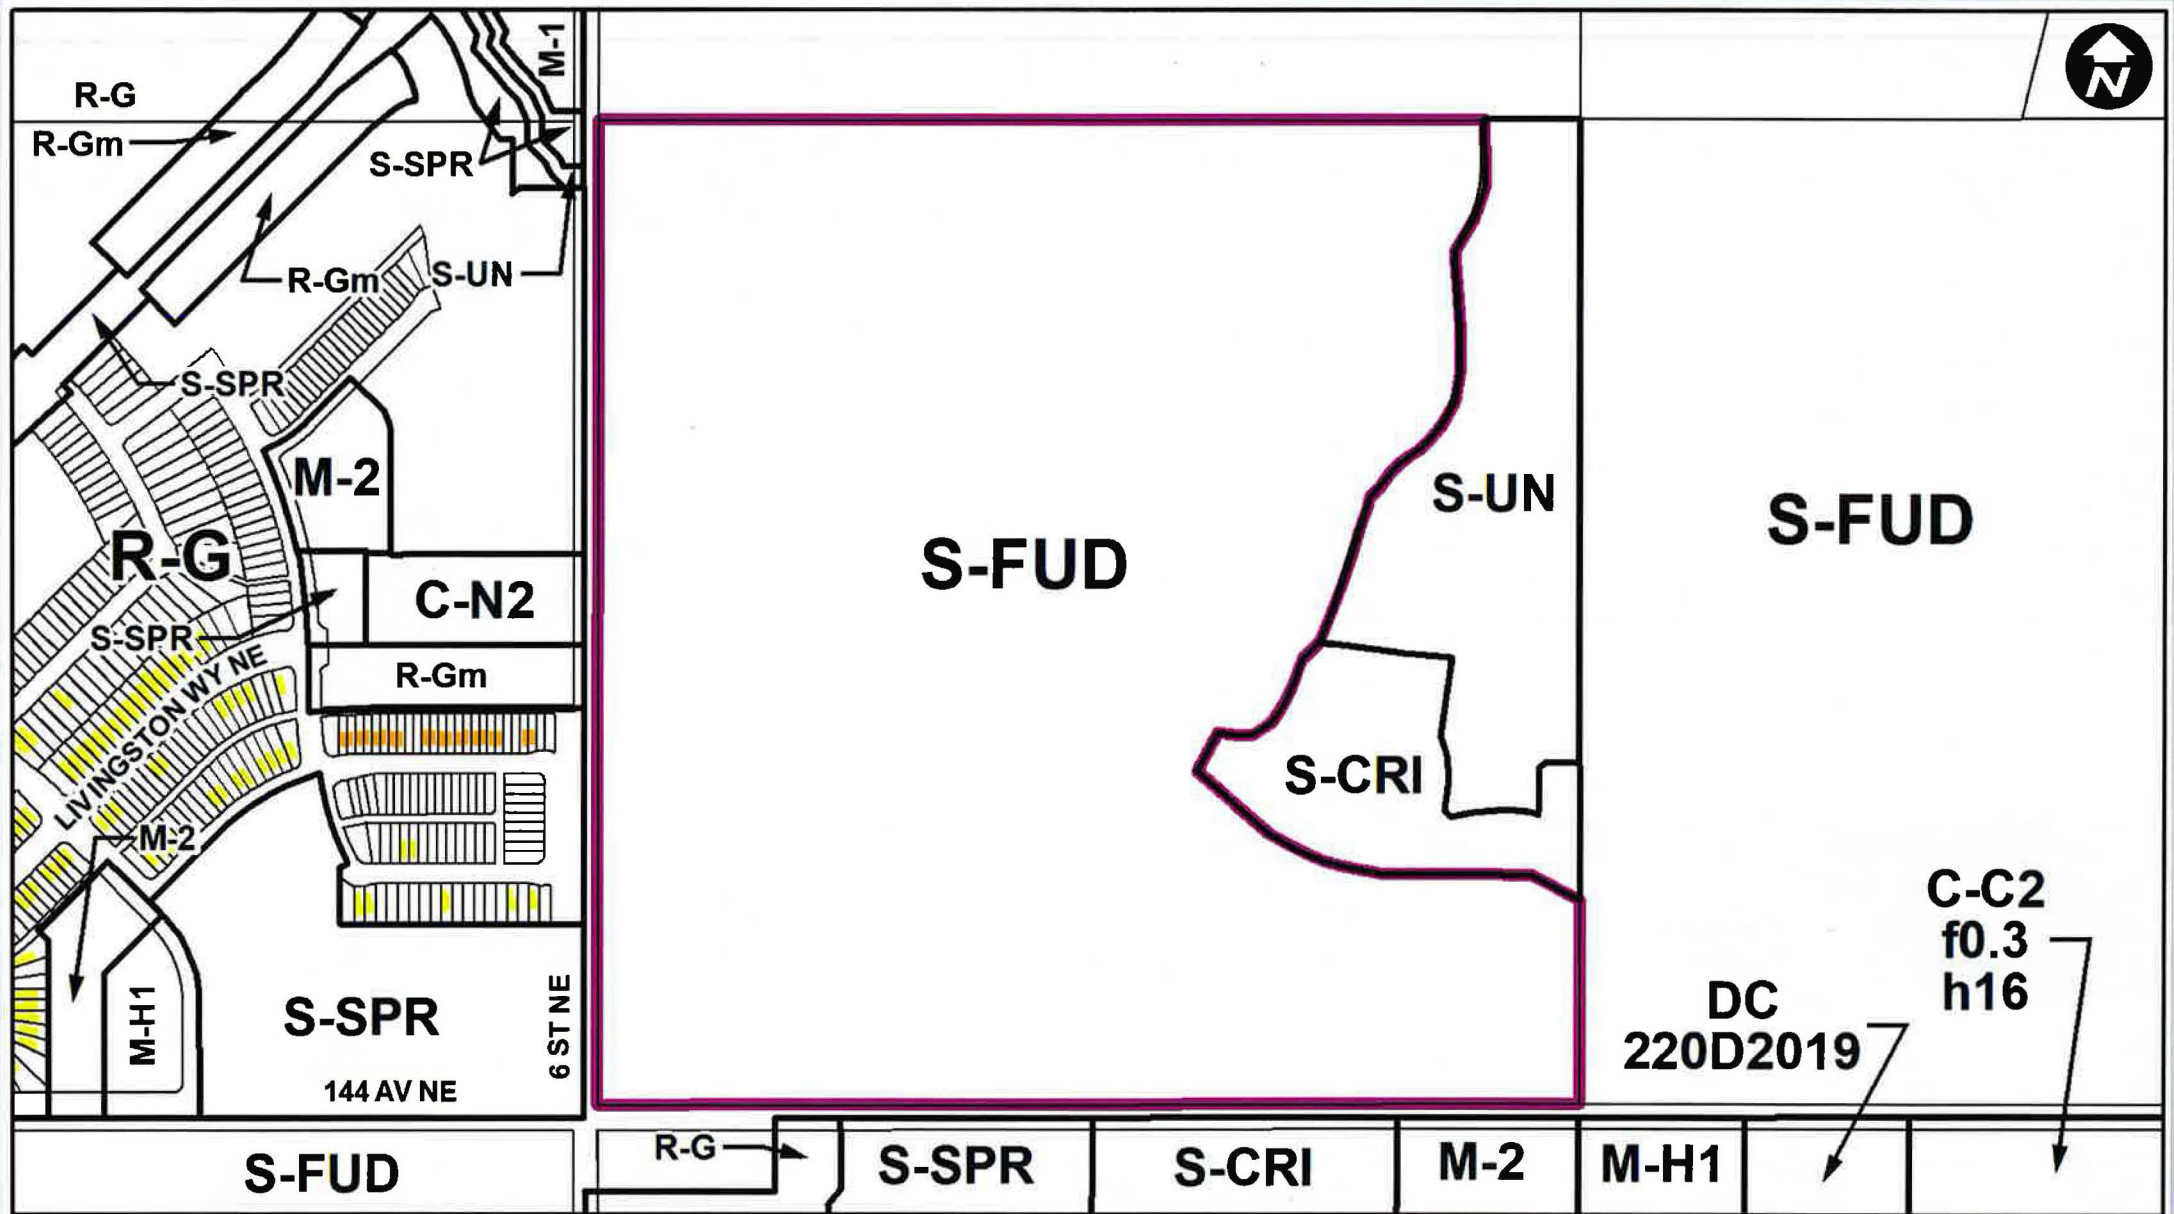 M-1
N
R-G
R-Gm
S-SPR
R-Gm
S-UN
S-SPR
M-2
S-UN
S-FUD
R-G
S-FUD
C-N2
S-SPR
LIVINGSTON WY NE
R-Gm
S-CRI
M-2
C-C2
f0.3
h16
DC
220D2019
M-H1
S-SPR
6 ST NE
144 AV NE
R-G
S-FUD
S-SPR
S-CRI
M-2
M-H1